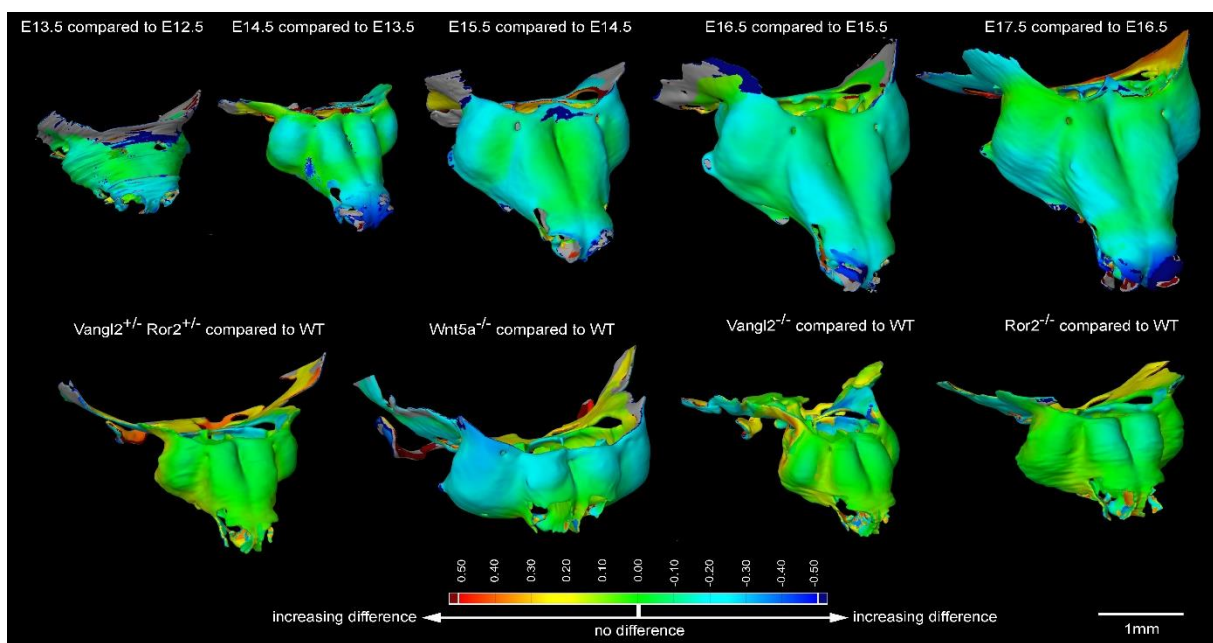 E13.5 compared to E12.5
E14.5 compared to E13.5
E15.5 compared to E14.5
E16.5 compared to E15.5
E17.5 compared to E16.5
Vangl2+/- Ror2+/- compared to WT
Wnt5a-/- compared to WT
Vangl2-/- compared to WT
Ror2-/- compared to WT
0.50 0.40 0.30 0.20 0.10 0.00 -0.10 -0.20 -0.30 -0.40 -0.50
increasing difference
no difference
increasing difference
1mm